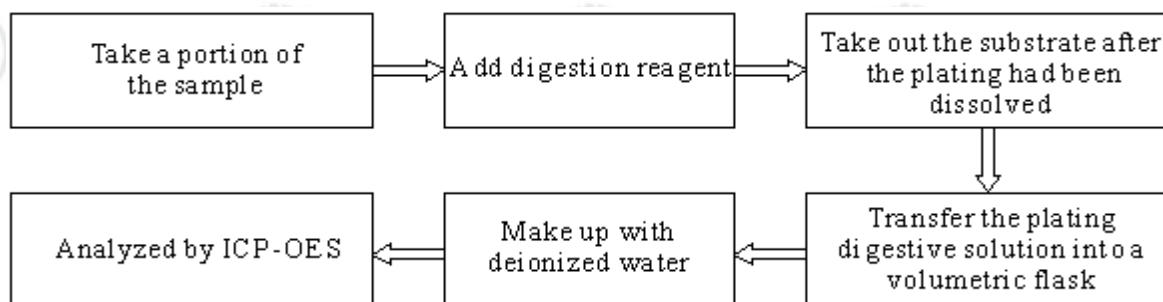 Take a portion of
the sample
Add digestion reagent
Take out the substrate after
the plating had been
dissolved
Transfer the plating
digestive solution into a
volumetric flask
Make up with
deionized water
Analyzed by ICP-OES